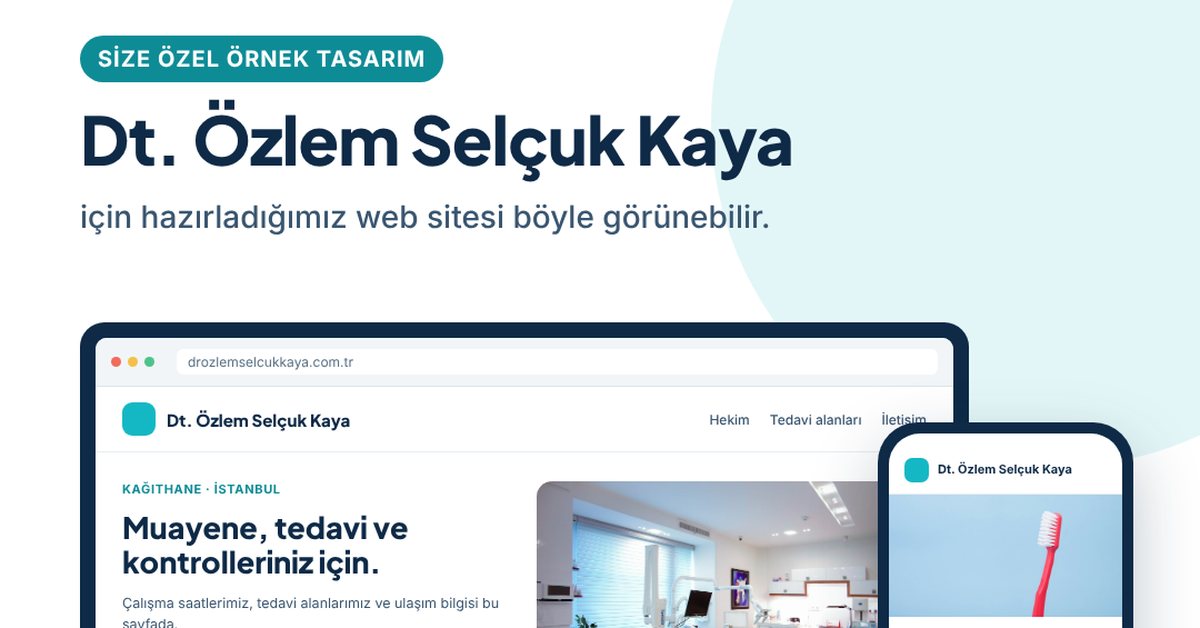 SİZE ÖZEL ÖRNEK TASARIM
Dt. Özlem Selçuk Kaya
için hazırladığımız web sitesi böyle görünebilir.
drozlemselcukkaya.com.tr
Dt. Özlem Selçuk Kaya
Hekim Tedavi alanları İletişim
Dt. Özlem Selçuk Kaya
KAĞITHANE · İSTANBUL
Muayene, tedavi ve
kontrolleriniz için.
Çalışma saatlerimiz, tedavi alanlarımız ve ulaşım bilgisi bu
sayfada.